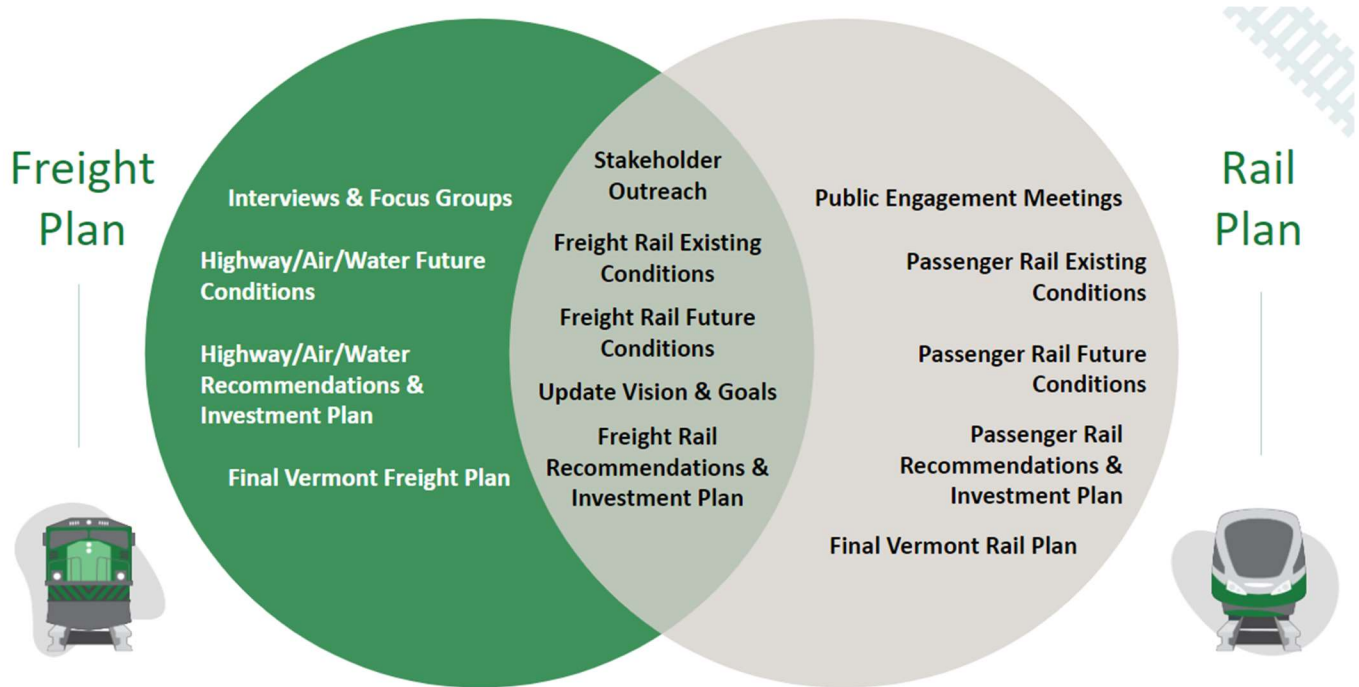 Freight
Plan
Interviews & Focus Groups
Highway/Air/Water Future
Conditions
Highway/Air/Water
Recommendations &
Investment Plan
Final Vermont Freight Plan
Stakeholder
Outreach
Freight Rail Existing
Conditions
Freight Rail Future
Conditions
Update Vision & Goals
Freight Rail
Recommendations &
Investment Plan
Public Engagement Meetings
Passenger Rail Existing
Conditions
Passenger Rail Future
Conditions
Passenger Rail
Recommendations &
Investment Plan
Final Vermont Rail Plan
Rail
Plan